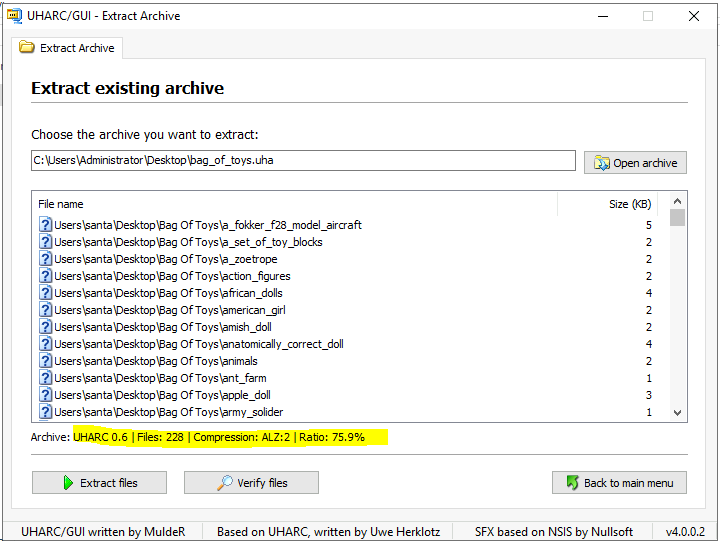 UHARC/GUI - Extract Archive
Extract Archive
Extract existing archive
Choose the archive you want to extract:
C:\Users\Administrator\Desktop\bag_of_toys.uha
Open archive
File name Size (KB)
Users\santa\Desktop\Bag Of Toys\a_fokker_f28_model_aircraft 5
Users\santa\Desktop\Bag Of Toys\a_set_of_toy_blocks 2
Users\santa\Desktop\Bag Of Toys\a_zoetrope 2
Users\santa\Desktop\Bag Of Toys\action_figures 2
Users\santa\Desktop\Bag Of Toys\african_dolls 4
Users\santa\Desktop\Bag Of Toys\american_girl 2
Users\santa\Desktop\Bag Of Toys\amish_doll 2
Users\santa\Desktop\Bag Of Toys\anatomically_correct_doll 4
Users\santa\Desktop\Bag Of Toys\animals 2
Users\santa\Desktop\Bag Of Toys\ant_farm 1
Users\santa\Desktop\Bag Of Toys\apple_doll 3
Users\santa\Desktop\Bag Of Toys\army_solider 1
Archive: UHARC 0.6 | Files: 228 | Compression: ALZ:2 | Ratio: 75.9%
Extract files Verify files Back to main menu
UHARC/GUI written by MuldeR Based on UHARC, written by Uwe Herklotz SFX based on NSIS by Nullsoft v4.0.0.2